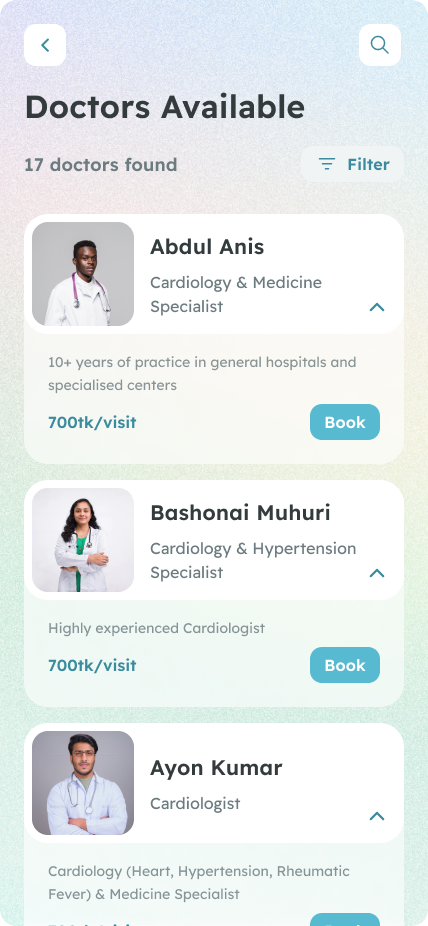 Doctors Available
17 doctors found
Filter
Abdul Anis
Cardiology & Medicine
Specialist
10+ years of practice in general hospitals and
specialised centers
700tk/visit
Book
Bashonai Muhuri
Cardiology & Hypertension
Specialist
Highly experienced Cardiologist
700tk/visit
Book
Ayon Kumar
Cardiologist
Cardiology (Heart, Hypertension, Rheumatic
Fever) & Medicine Specialist